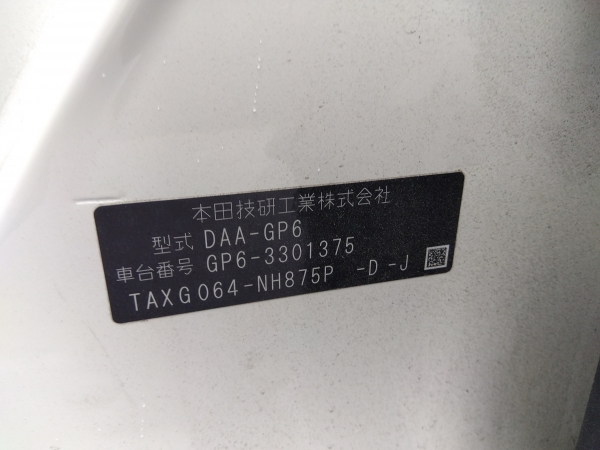 本田技研工業株式会社
型式 DAA-GP6
車台番号 GP6-3301375
TAXG064-NH875P -D -J